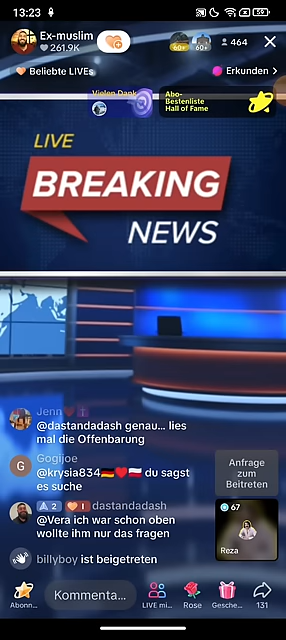 13:23
59
Ex-muslim
261.9K
60+
60+
464
Beliebte LIVEs
Erkunden >
Vielen Dank
Abo-
Bestenliste
Hall of Fame
LIVE
BREAKING
NEWS
Jenn
@dastandadash genau... lies
mal die Offenbarung
G
Gogijoe
@krysia834🇩🇪❤️🇵🇱 du sagst
es suche
2
1
dastandadash
@Vera ich war schon oben
wollte ihm nur das fragen
billyboy ist beigetreten
Anfrage
zum
Beitreten
67
Reza
Abonn...
Kommenta...
LIVE mi...
Rose
Gesche...
131